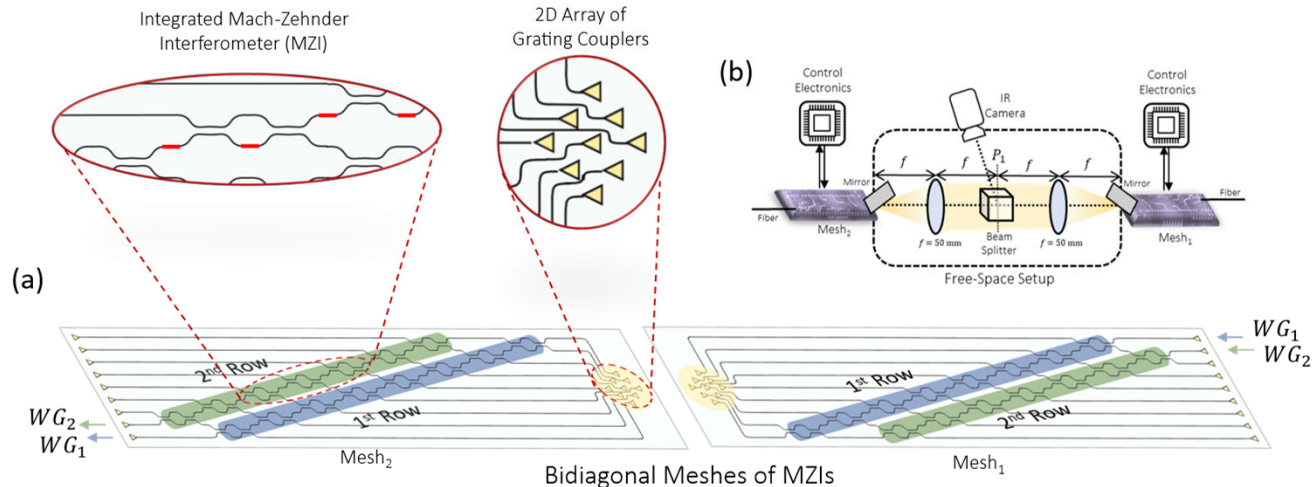 Integrated Mach-Zehnder
Interferometer (MZI)
2D Array of
Grating Couplers
(b)
Control
Electronics
IR
Camera
Control
Electronics
f
f
P₁
f
f
Mirror
Mirror
Fiber
Fiber
Mesh₂
f = 50 mm
Beam
Splitter
f = 50 mm
Mesh₁
Free-Space Setup
(a)
2nd Row
1st Row
WG₂
WG₁
Mesh₂
1st Row
2nd Row
WG₁
WG₂
Mesh₁
Bidiagonal Meshes of MZIs